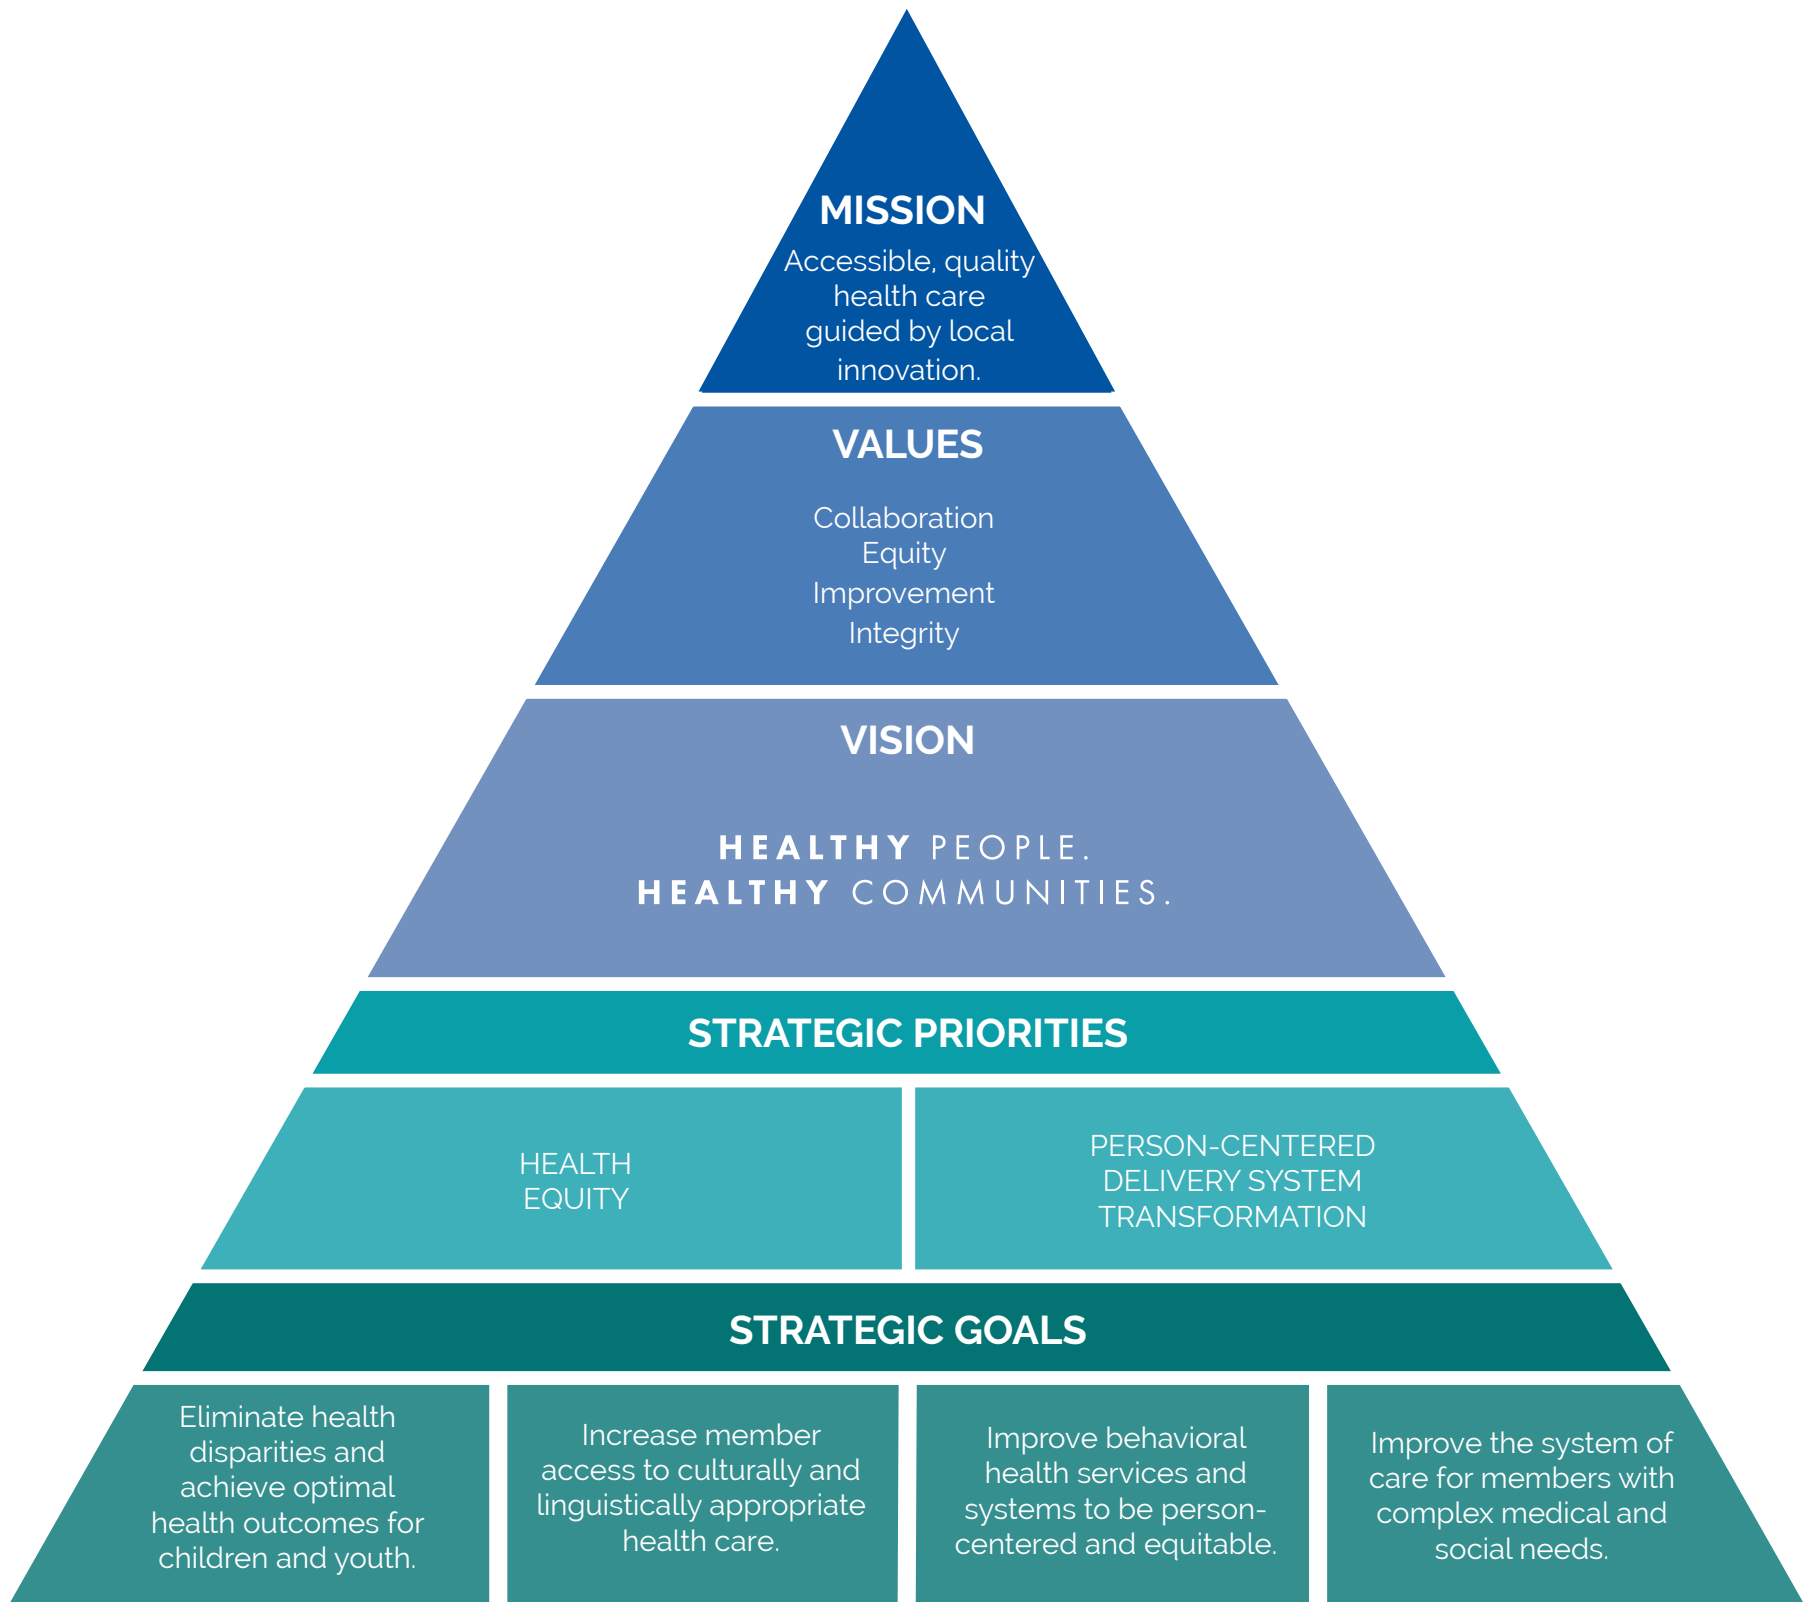 MISSION
Accessible, quality
health care
guided by local
innovation.
VALUES
Collaboration
Equity
Improvement
Integrity
VISION
HEALTHY PEOPLE.
HEALTHY COMMUNITIES.
STRATEGIC PRIORITIES
HEALTH
EQUITY
PERSON-CENTERED
DELIVERY SYSTEM
TRANSFORMATION
STRATEGIC GOALS
Eliminate health
disparities and
achieve optimal
health outcomes for
children and youth.
Increase member
access to culturally and
linguistically appropriate
health care.
Improve behavioral
health services and
systems to be person-
centered and equitable.
Improve the system of
care for members with
complex medical and
social needs.